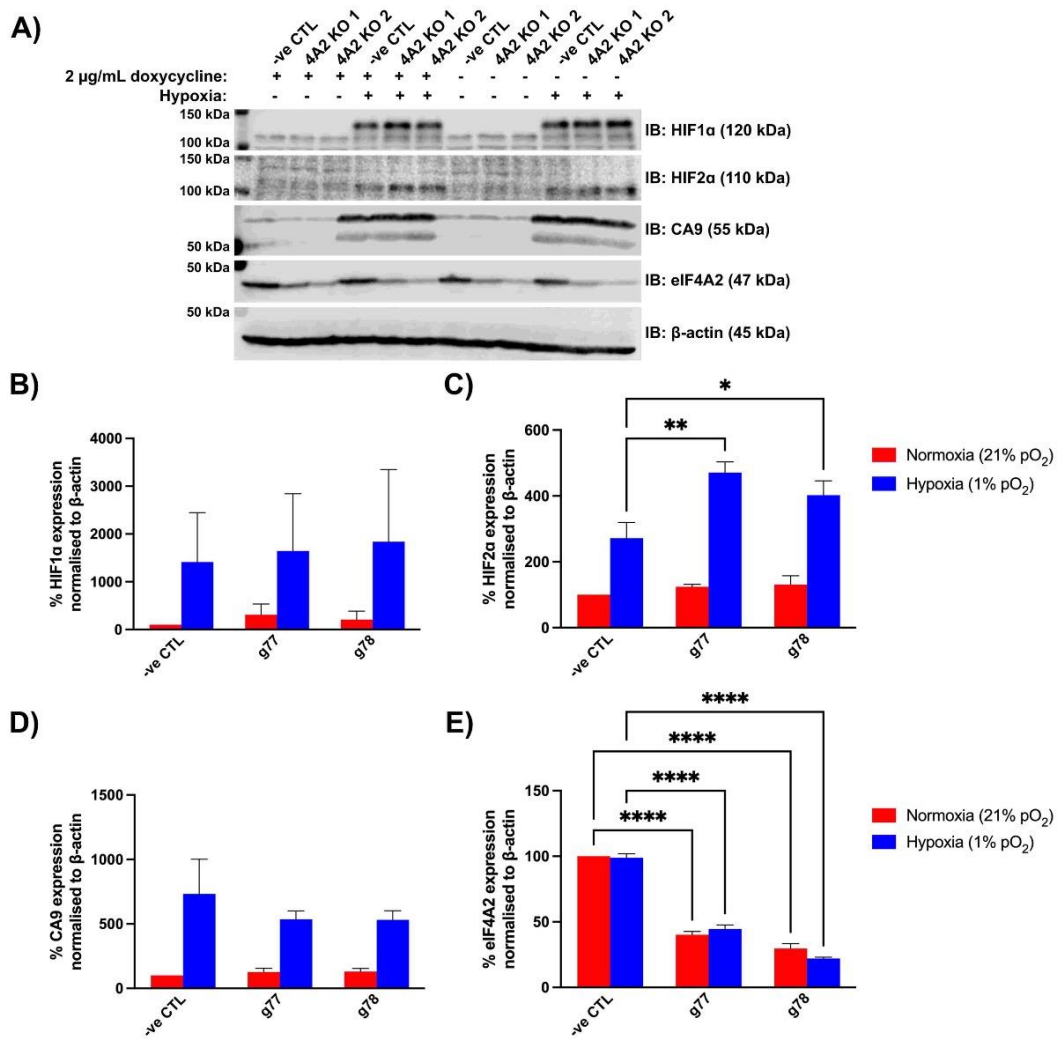 A)
-ve CTL 4A2 KO 1 4A2 KO 2 -ve CTL 4A2 KO 1 4A2 KO 2 -ve CTL 4A2 KO 1 4A2 KO 2 -ve CTL 4A2 KO 1 4A2 KO 2
2 µg/mL doxycycline: + + + + + + - - - - - -
Hypoxia: - - - + + + - - - + + +
150 kDa
100 kDa
IB: HIF1α (120 kDa)
150 kDa
100 kDa
IB: HIF2α (110 kDa)
50 kDa
IB: CA9 (55 kDa)
50 kDa
IB: eIF4A2 (47 kDa)
50 kDa
IB: β-actin (45 kDa)
B)
% HIF1α expression
normalised to β-actin
4000
3000
2000
1000
0
-ve CTL
g77
g78
C)
% HIF2α expression
normalised to β-actin
600
400
200
0
*
**
-ve CTL
g77
g78
Normoxia (21% pO₂)
Hypoxia (1% pO₂)
D)
% CA9 expression
normalised to β-actin
1500
1000
500
0
-ve CTL
g77
g78
E)
% eIF4A2 expression
normalised to β-actin
150
100
50
0
****
****
****
****
-ve CTL
g77
g78
Normoxia (21% pO₂)
Hypoxia (1% pO₂)